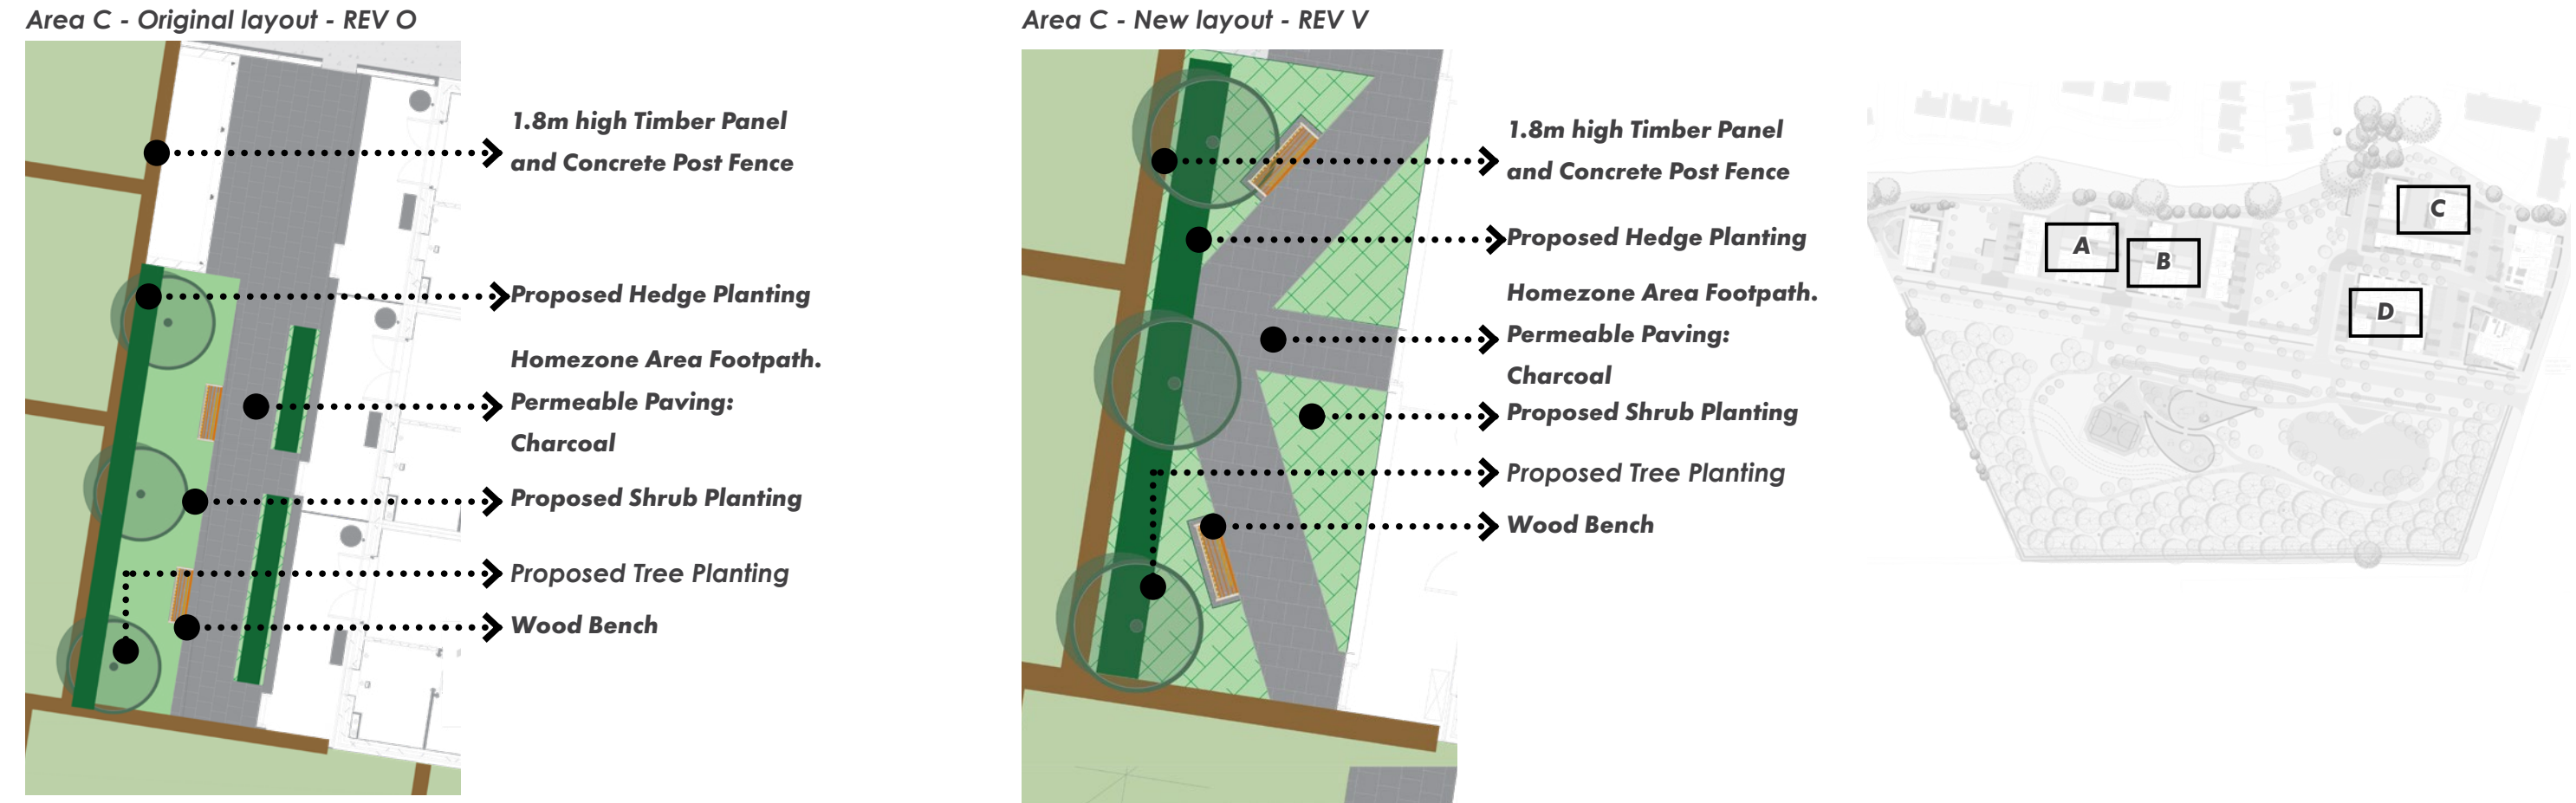 Area C - Original layout - REV O
1.8m high Timber Panel
and Concrete Post Fence
Proposed Hedge Planting
Homezone Area Footpath.
Permeable Paving:
Charcoal
Proposed Shrub Planting
Proposed Tree Planting
Wood Bench
Area C - New layout - REV V
1.8m high Timber Panel
and Concrete Post Fence
Proposed Hedge Planting
Homezone Area Footpath.
Permeable Paving:
Charcoal
Proposed Shrub Planting
Proposed Tree Planting
Wood Bench
A
B
C
D